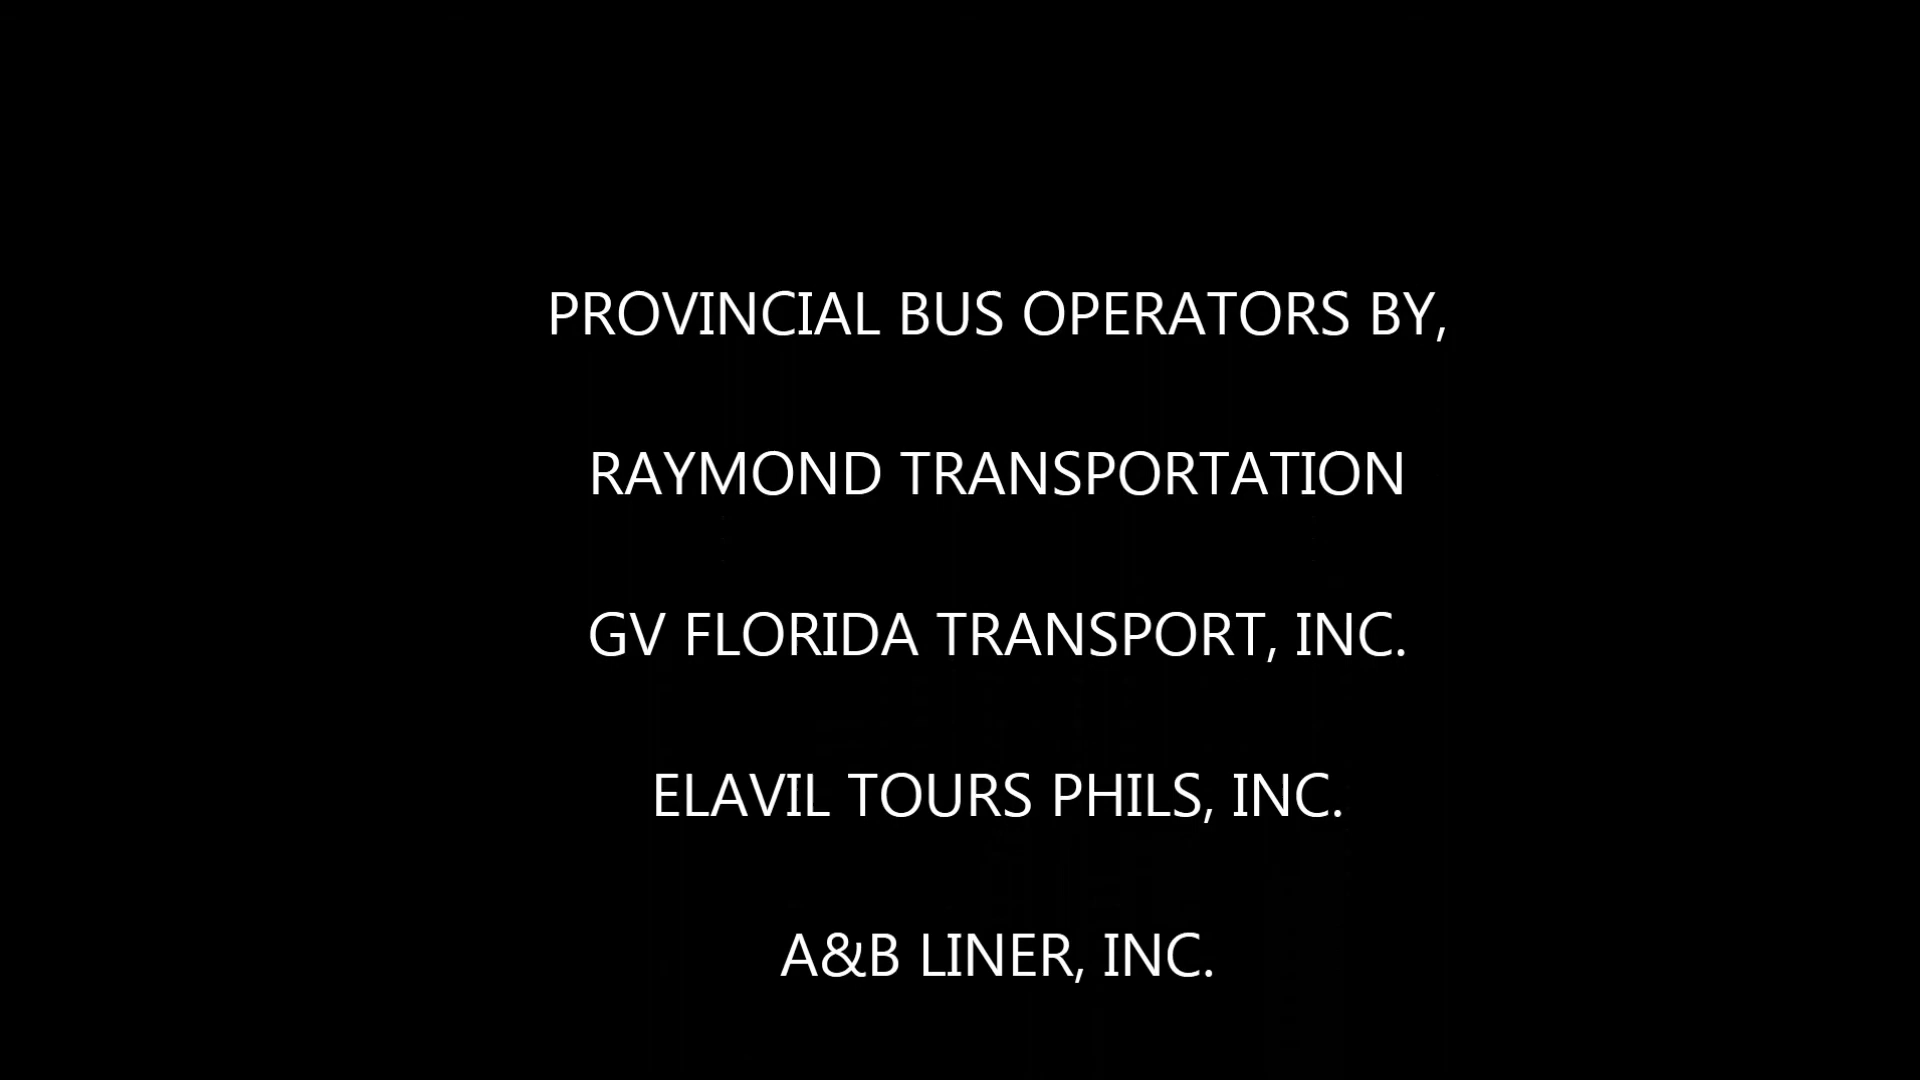 PROVINCIAL BUS OPERATORS BY,
RAYMOND TRANSPORTATION
GV FLORIDA TRANSPORT, INC.
ELAVIL TOURS PHILS, INC.
A&B LINER, INC.